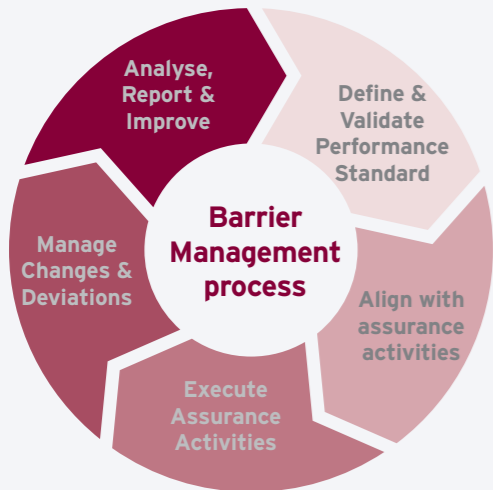 Analyse,
Report &
Improve
Define &
Validate
Performance
Standard
Barrier
Management
process
Manage
Changes &
Deviations
Align with
assurance
activities
Execute
Assurance
Activities